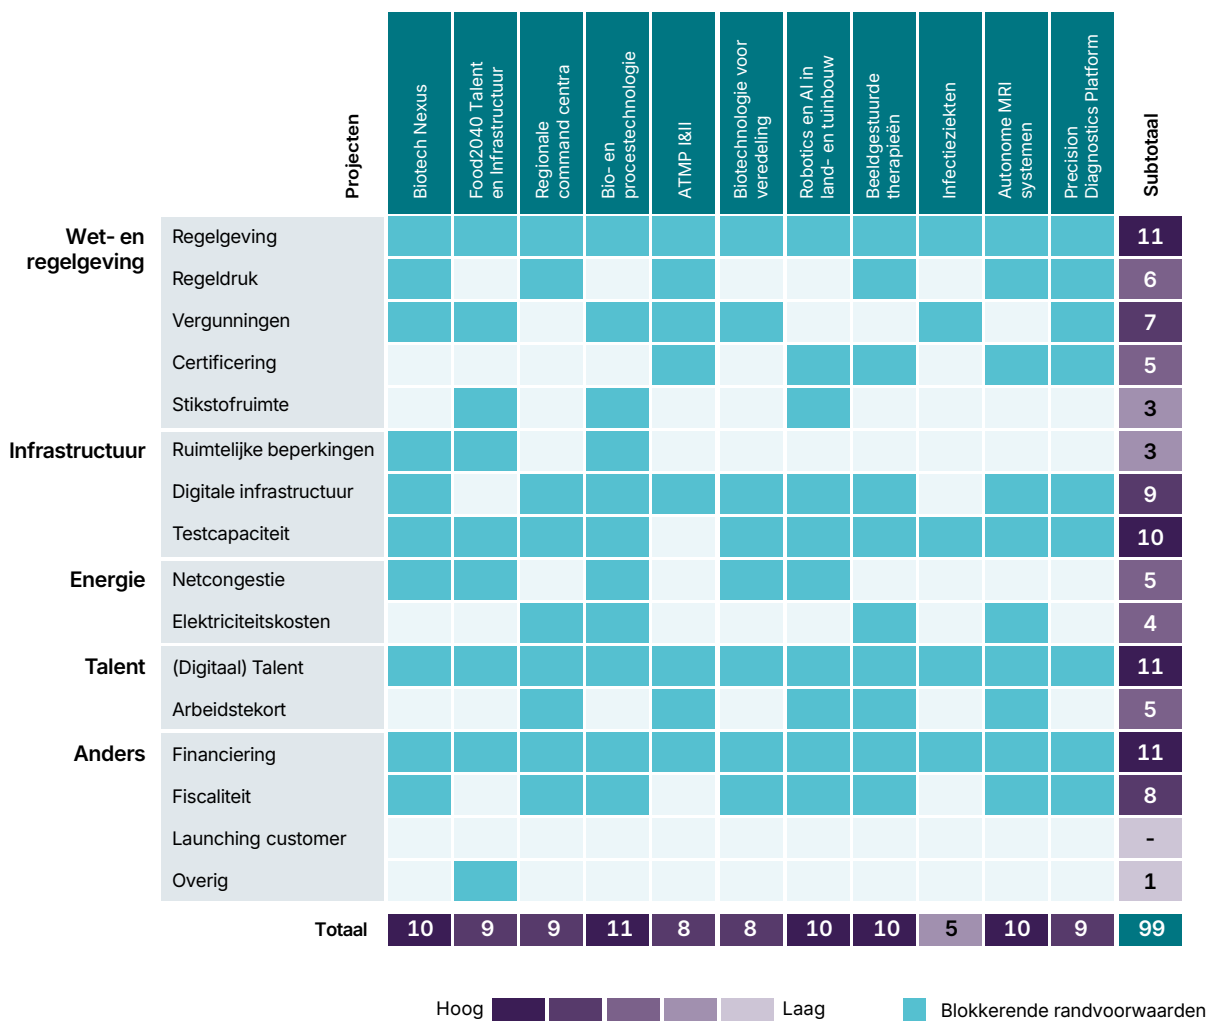 Projecten
Biotech Nexus
Food2040 Talent
en Infrastructuur
Regionale
command centra
Bio- en
procestechnologie
ATMP I&II
Biotechnologie voor
veredeling
Robotics en AI in
land- en tuinbouw
Beeldgestuurde
therapieën
Infectieziekten
Autonome MRI
systemen
Precision
Diagnostics Platform
Subtotaal
Wet- en
regelgeving
Regelgeving 11
Regeldruk 6
Vergunningen 7
Certificering 5
Stikstofruimte 3
Infrastructuur Ruimtelijke beperkingen 3
Digitale infrastructuur 9
Testcapaciteit 10
Energie Netcongestie 5
Elektriciteitskosten 4
Talent (Digitaal) Talent 11
Arbeidstekort 5
Anders Financiering 11
Fiscaliteit 8
Launching customer -
Overig 1
Totaal 10 9 9 11 8 8 10 10 5 10 9 99
Hoog Laag Blokkerende randvoorwaarden